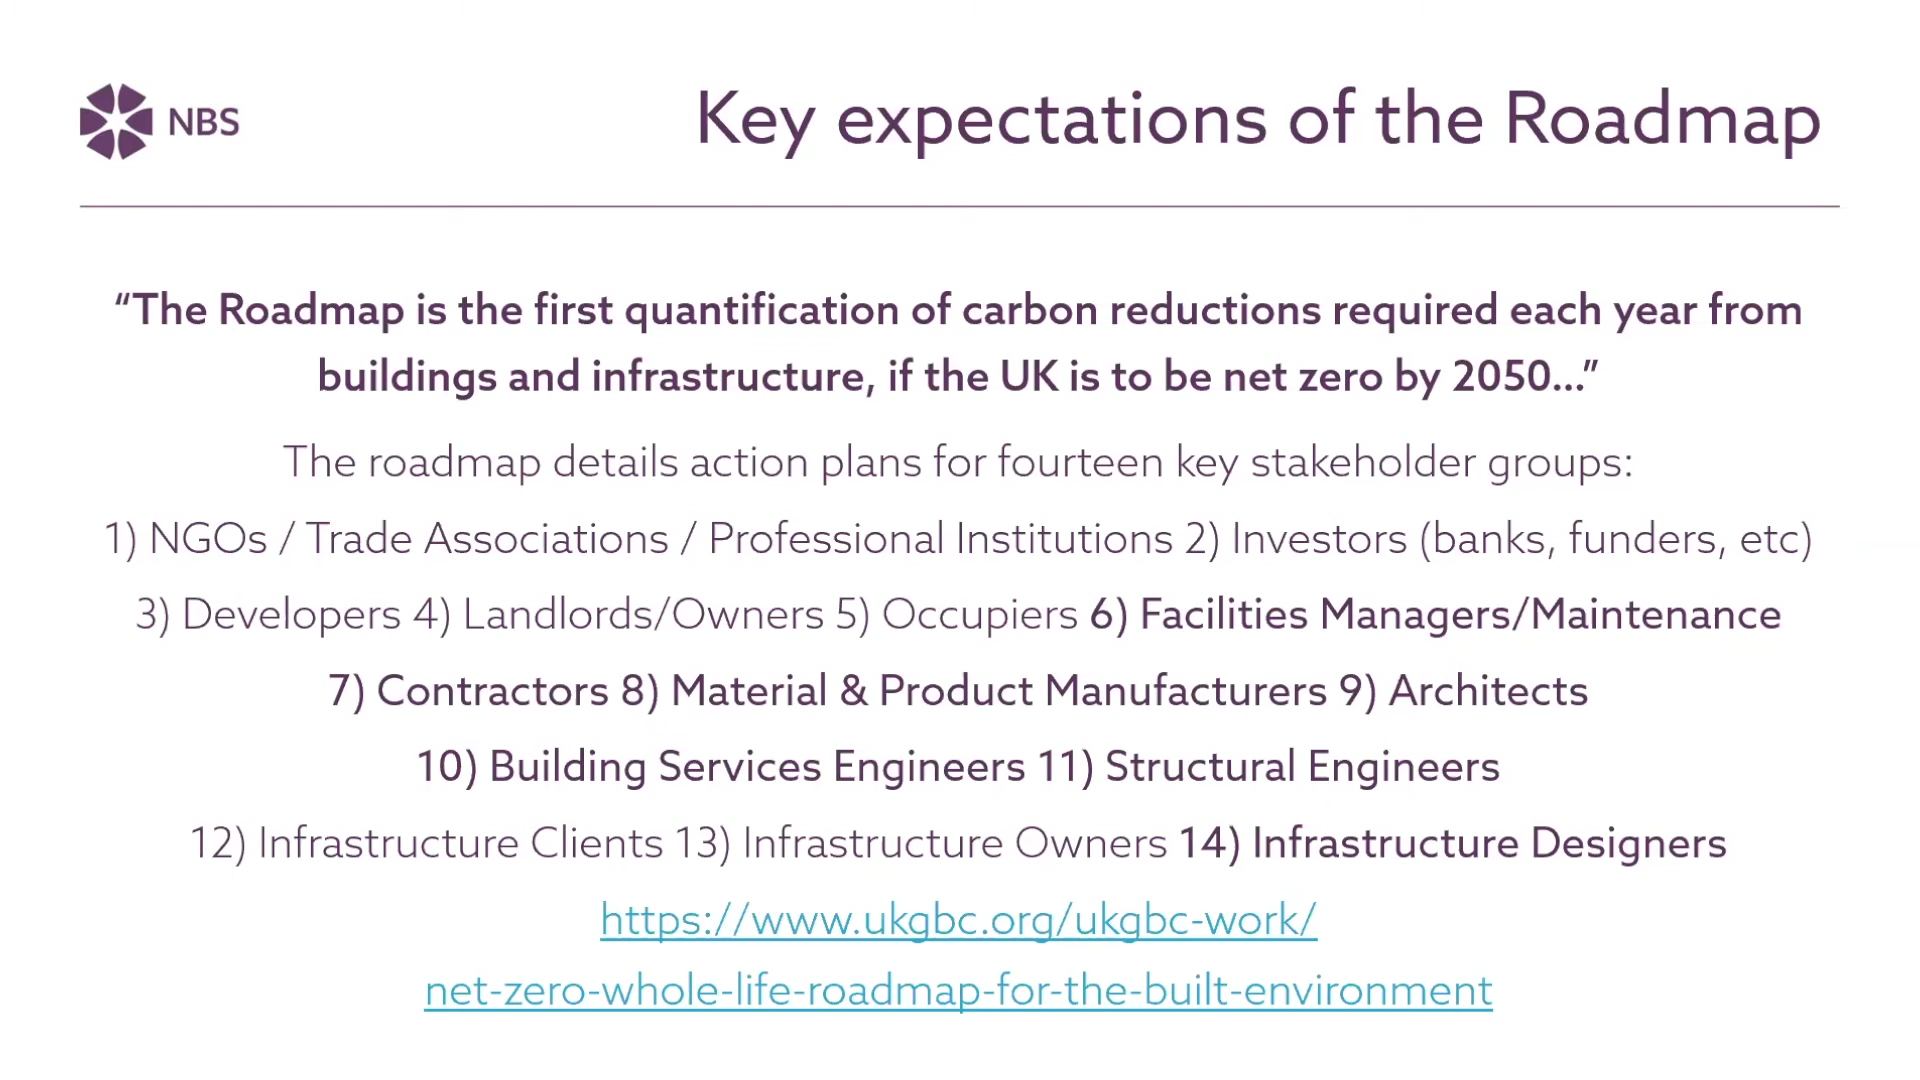 NBS
Key expectations of the Roadmap
“The Roadmap is the first quantification of carbon reductions required each year from
buildings and infrastructure, if the UK is to be net zero by 2050...”
The roadmap details action plans for fourteen key stakeholder groups:
1) NGOs / Trade Associations / Professional Institutions 2) Investors (banks, funders, etc)
3) Developers 4) Landlords/Owners 5) Occupiers 6) Facilities Managers/Maintenance
7) Contractors 8) Material & Product Manufacturers 9) Architects
10) Building Services Engineers 11) Structural Engineers
12) Infrastructure Clients 13) Infrastructure Owners 14) Infrastructure Designers
https://www.ukgbc.org/ukgbc-work/
net-zero-whole-life-roadmap-for-the-built-environment